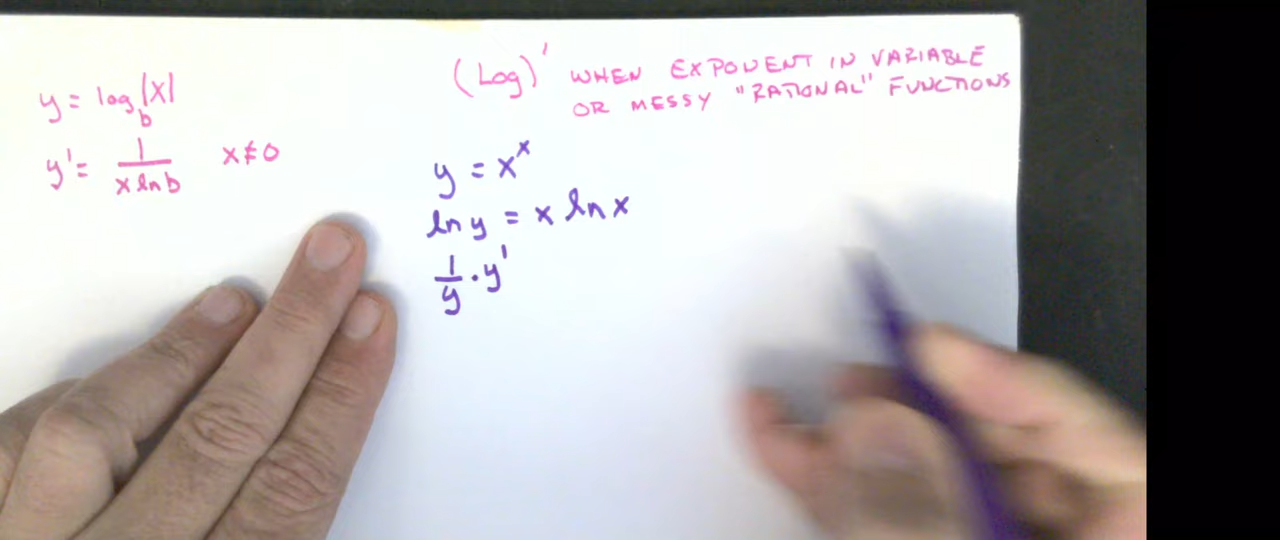 y = log_b |x|
y' = 1/(x ln b) x ≠ 0
(Log)' WHEN EXPONENT IN VARIABLE
OR MESSY "RATIONAL" FUNCTIONS
y = x^x
ln y = x ln x
1/y · y'